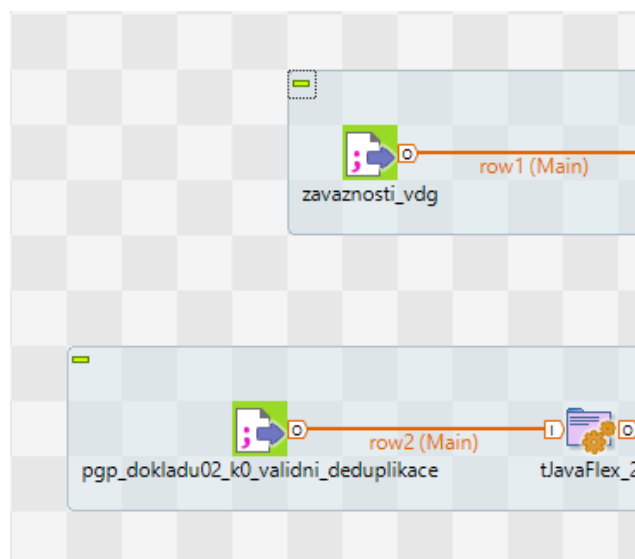 O
row1 (Main)
zavaznosti_vdg
O
row2 (Main)
I
O
pgp_dokladu02_k0_validni_deduplikace
tJavaFlex_2